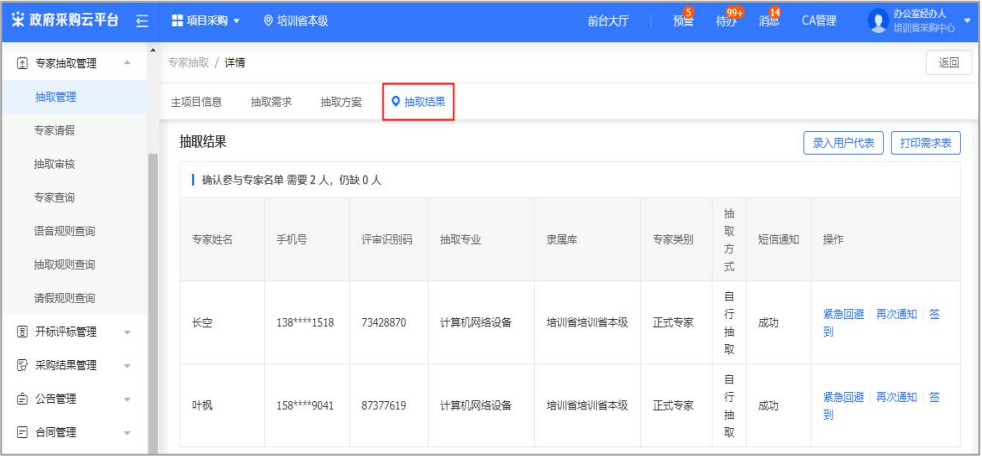 政府采购云平台
项目采购
培训省本级
前台大厅
预警
5
待办
99+
消息
14
CA管理
办公室经办人
培训省采购中心
专家抽取管理
抽取管理
专家请假
抽取审核
专家查询
语音规则查询
抽取规则查询
请假规则查询
开标评标管理
采购结果管理
公告管理
合同管理
专家抽取 / 详情
返回
主项目信息 抽取需求 抽取方案 抽取结果
抽取结果
录入用户代表 打印需求表
确认参与专家名单 需要 2 人，仍缺 0 人
专家姓名 手机号 评审识别码 抽取专业 隶属库 专家类别 抽取方式 短信通知 操作
长空 138****1518 73428870 计算机网络设备 培训省培训省本级 正式专家 自行抽取 成功 紧急回避 再次通知 签到
叶枫 158****9041 87377619 计算机网络设备 培训省培训省本级 正式专家 自行抽取 成功 紧急回避 再次通知 签到